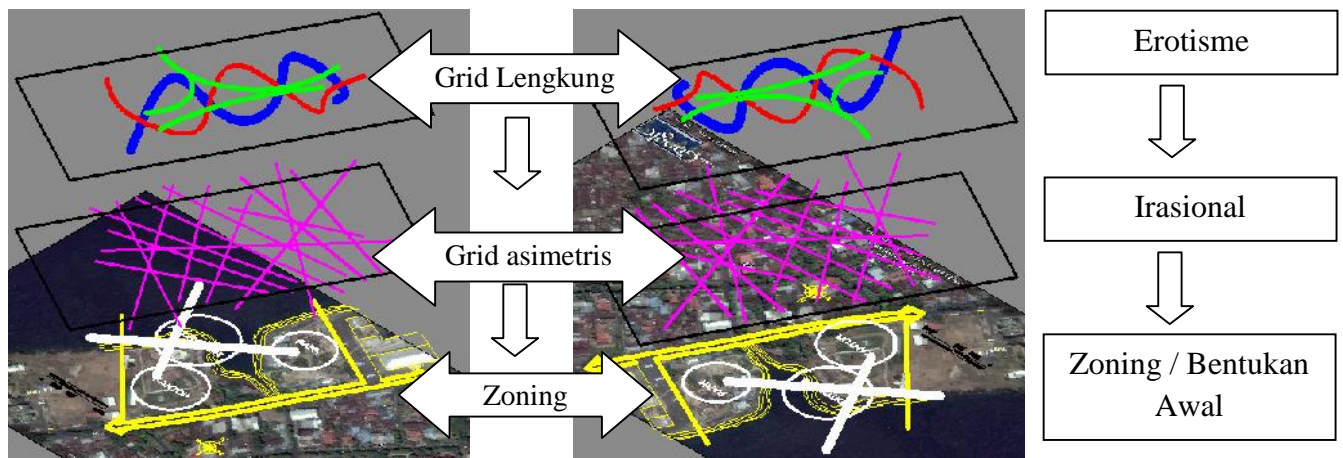 Grid Lengkung
Grid asimetris
Zoning
Erotisme
Irasional
Zoning / Bentukan
Awal